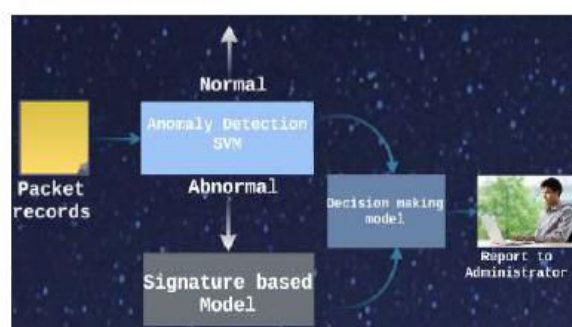 Normal
Anomaly Detection
SVM
Packet
records
Abnormal
Decision making
model
Signature based
Model
Report to
Administrator